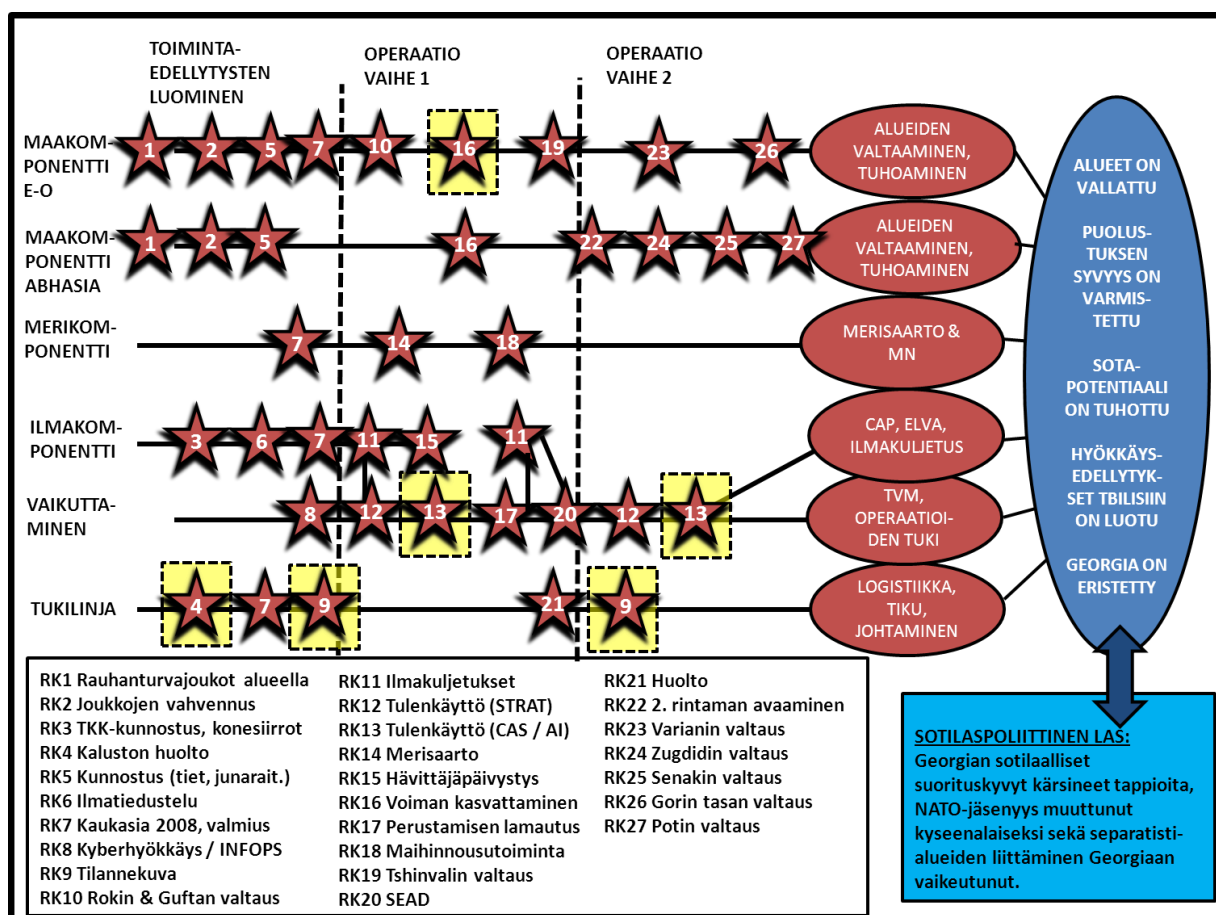 TOIMINTA-
EDELLYTYSTEN
LUOMINEN
OPERAATIO
VAIHE 1
OPERAATIO
VAIHE 2
MAAKOM-
PONENTTI
E-O
1 2 5 7 10 16 19 23 26
ALUEIDEN
VALTAAMINEN,
TUHOAMINEN
MAAKOM-
PONENTTI
ABHASIA
1 2 5 16 22 24 25 27
ALUEIDEN
VALTAAMINEN,
TUHOAMINEN
MERIKOM-
PONENTTI
7 14 18
MERISAARTO &
MN
ILMAKOM-
PONENTTI
3 6 7 11 15 11
CAP, ELVA,
ILMAKULJETUS
VAIKUTTA-
MINEN
8 12 13 17 20 12 13
TVM,
OPERAATIOI-
DEN TUKI
TUKILINJA
4 7 9 21 9
LOGISTIIKKA,
TIKU,
JOHTAMINEN
ALUEET ON
VALLATTU
PUOLUS-
TUKSEN
SYVYYS ON
VARMIS-
TETTU
SOTA-
POTENTIAALI
ON TUHOTTU
HYÖKKÄYS-
EDELLYTYK-
SET TBILISIIN
ON LUOTU
GEORGIA ON
ERISTETTY
RK1 Rauhanturvajoukot alueella
RK2 Joukkojen vahvennus
RK3 TKK-kunnostus, konesiirrot
RK4 Kaluston huolto
RK5 Kunnostus (tiet, junarait.)
RK6 Ilmatiedustelu
RK7 Kaukasia 2008, valmius
RK8 Kyberhyökkäys / INFOPS
RK9 Tilannekuva
RK10 Rokin & Guftan valtaus
RK11 Ilmakuljetukset
RK12 Tulenkäyttö (STRAT)
RK13 Tulenkäyttö (CAS / AI)
RK14 Merisaarto
RK15 Hävittäjäpäivystys
RK16 Voiman kasvattaminen
RK17 Perustamisen lamautus
RK18 Maihinnousutoiminta
RK19 Tshinvalin valtaus
RK20 SEAD
RK21 Huolto
RK22 2. rintaman avaaminen
RK23 Varianin valtaus
RK24 Zugdidin valtaus
RK25 Senakin valtaus
RK26 Gorin tasan valtaus
RK27 Potin valtaus
SOTILASPOLIITTINEN LAS:
Georgian sotilaalliset
suorituskyvyt kärsineet tappioita,
NATO-jäsenyys muuttunut
kyseenalaiseksi sekä separatisti-
alueiden liittäminen Georgiaan
vaikeutunut.